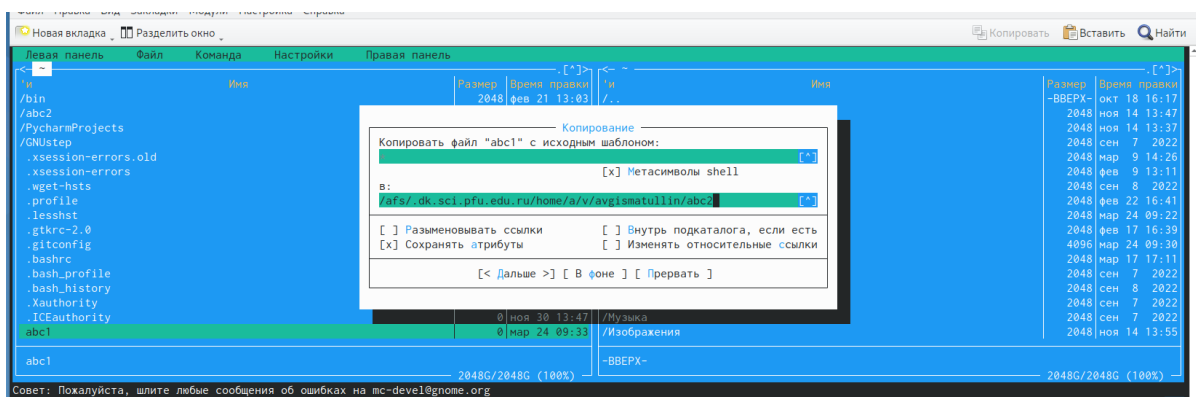 Файл Правка Вид Закладки Модули Настройка Справка
Новая вкладка Разделить окно Копировать Вставить Найти
Левая панель Файл Команда Настройки Правая панель
<- ~ .[^]> <- ~ .[^]>
'и Имя Размер Время правки 'и Имя Размер Время правки
/bin 2048 фев 21 13:03 /.. -ВВЕРХ- окт 18 16:17
/abc2 2048 ноя 14 13:47
/PycharmProjects 2048 ноя 14 13:37
/GNUstep 2048 сен 7 2022
.xsession-errors.old 2048 мар 9 14:26
.xsession-errors 2048 фев 9 13:11
.wget-hsts 2048 сен 8 2022
.profile 2048 фев 22 16:41
.lesshst 2048 мар 24 09:22
.gtkrc-2.0 2048 фев 17 16:39
.gitconfig 4096 мар 24 09:30
.bashrc 2048 мар 17 17:11
.bash_profile 2048 сен 7 2022
.bash_history 2048 сен 8 2022
.Xauthority 2048 сен 7 2022
.ICEauthority 0 ноя 30 13:47 /Музыка 2048 сен 7 2022
abc1 0 мар 24 09:33 /Изображения 2048 ноя 14 13:55
abc1 -ВВЕРХ-
2048G/2048G (100%) 2048G/2048G (100%)
Совет: Пожалуйста, шлите любые сообщения об ошибках на mc-devel@gnome.org
Копирование
Копировать файл "abc1" с исходным шаблоном:
[^]
[x] Метасимволы shell
в:
/afs/.dk.sci.pfu.edu.ru/home/a/v/avgismatullin/abc2 [^]
[ ] Разыменовывать ссылки [ ] Внутрь подкаталога, если есть
[x] Сохранять атрибуты [ ] Изменять относительные ссылки
[< Дальше >] [ В фоне ] [ Прервать ]